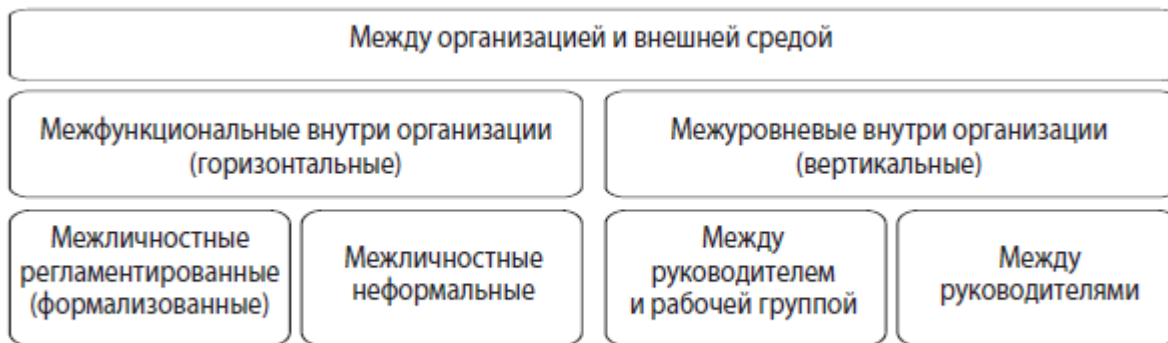 Между организацией и внешней средой
Межфункциональные внутри организации
(горизонтальные)
Межуровневые внутри организации
(вертикальные)
Межличностные
регламентированные
(формализованные)
Межличностные
неформальные
Между
руководителем
и рабочей группой
Между
руководителями